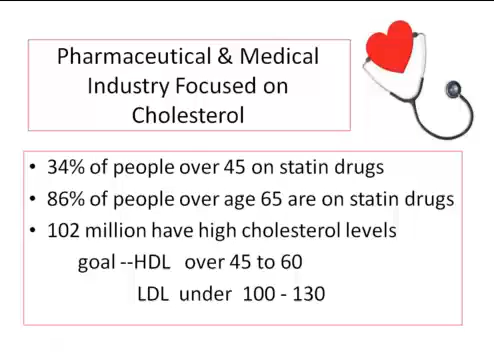 Pharmaceutical & Medical
Industry Focused on
Cholesterol
• 34% of people over 45 on statin drugs
• 86% of people over age 65 are on statin drugs
• 102 million have high cholesterol levels
goal --HDL over 45 to 60
LDL under 100 - 130